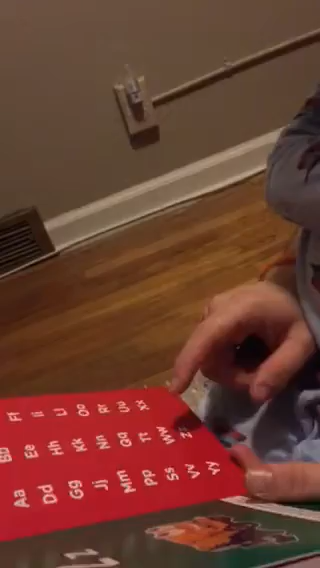 Aa Bb
Dd Ee Ff
Gg Hh Ii
Jj Kk Ll
Mm Nn Oo
Pp Qq Rr
Ss Tt Uu
Vv Ww Xx
Yy Z